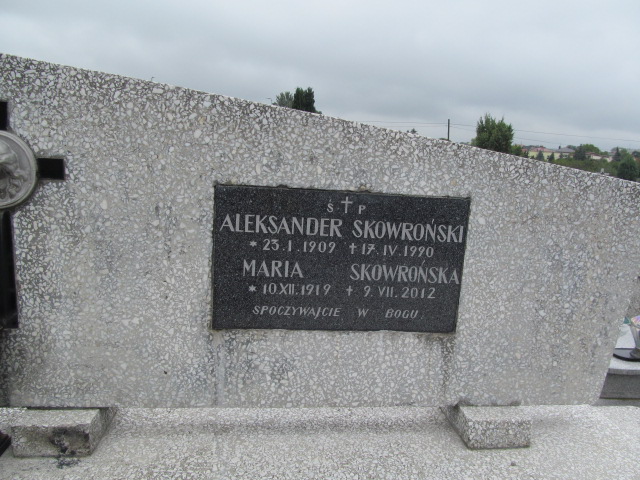 Ś † P
ALEKSANDER SKOWROŃSKI
* 23.I.1909 † 17.IV.1990
MARIA SKOWROŃSKA
* 10.XII.1919 † 9.VII.2012
SPOCZYWAJCIE W BOGU